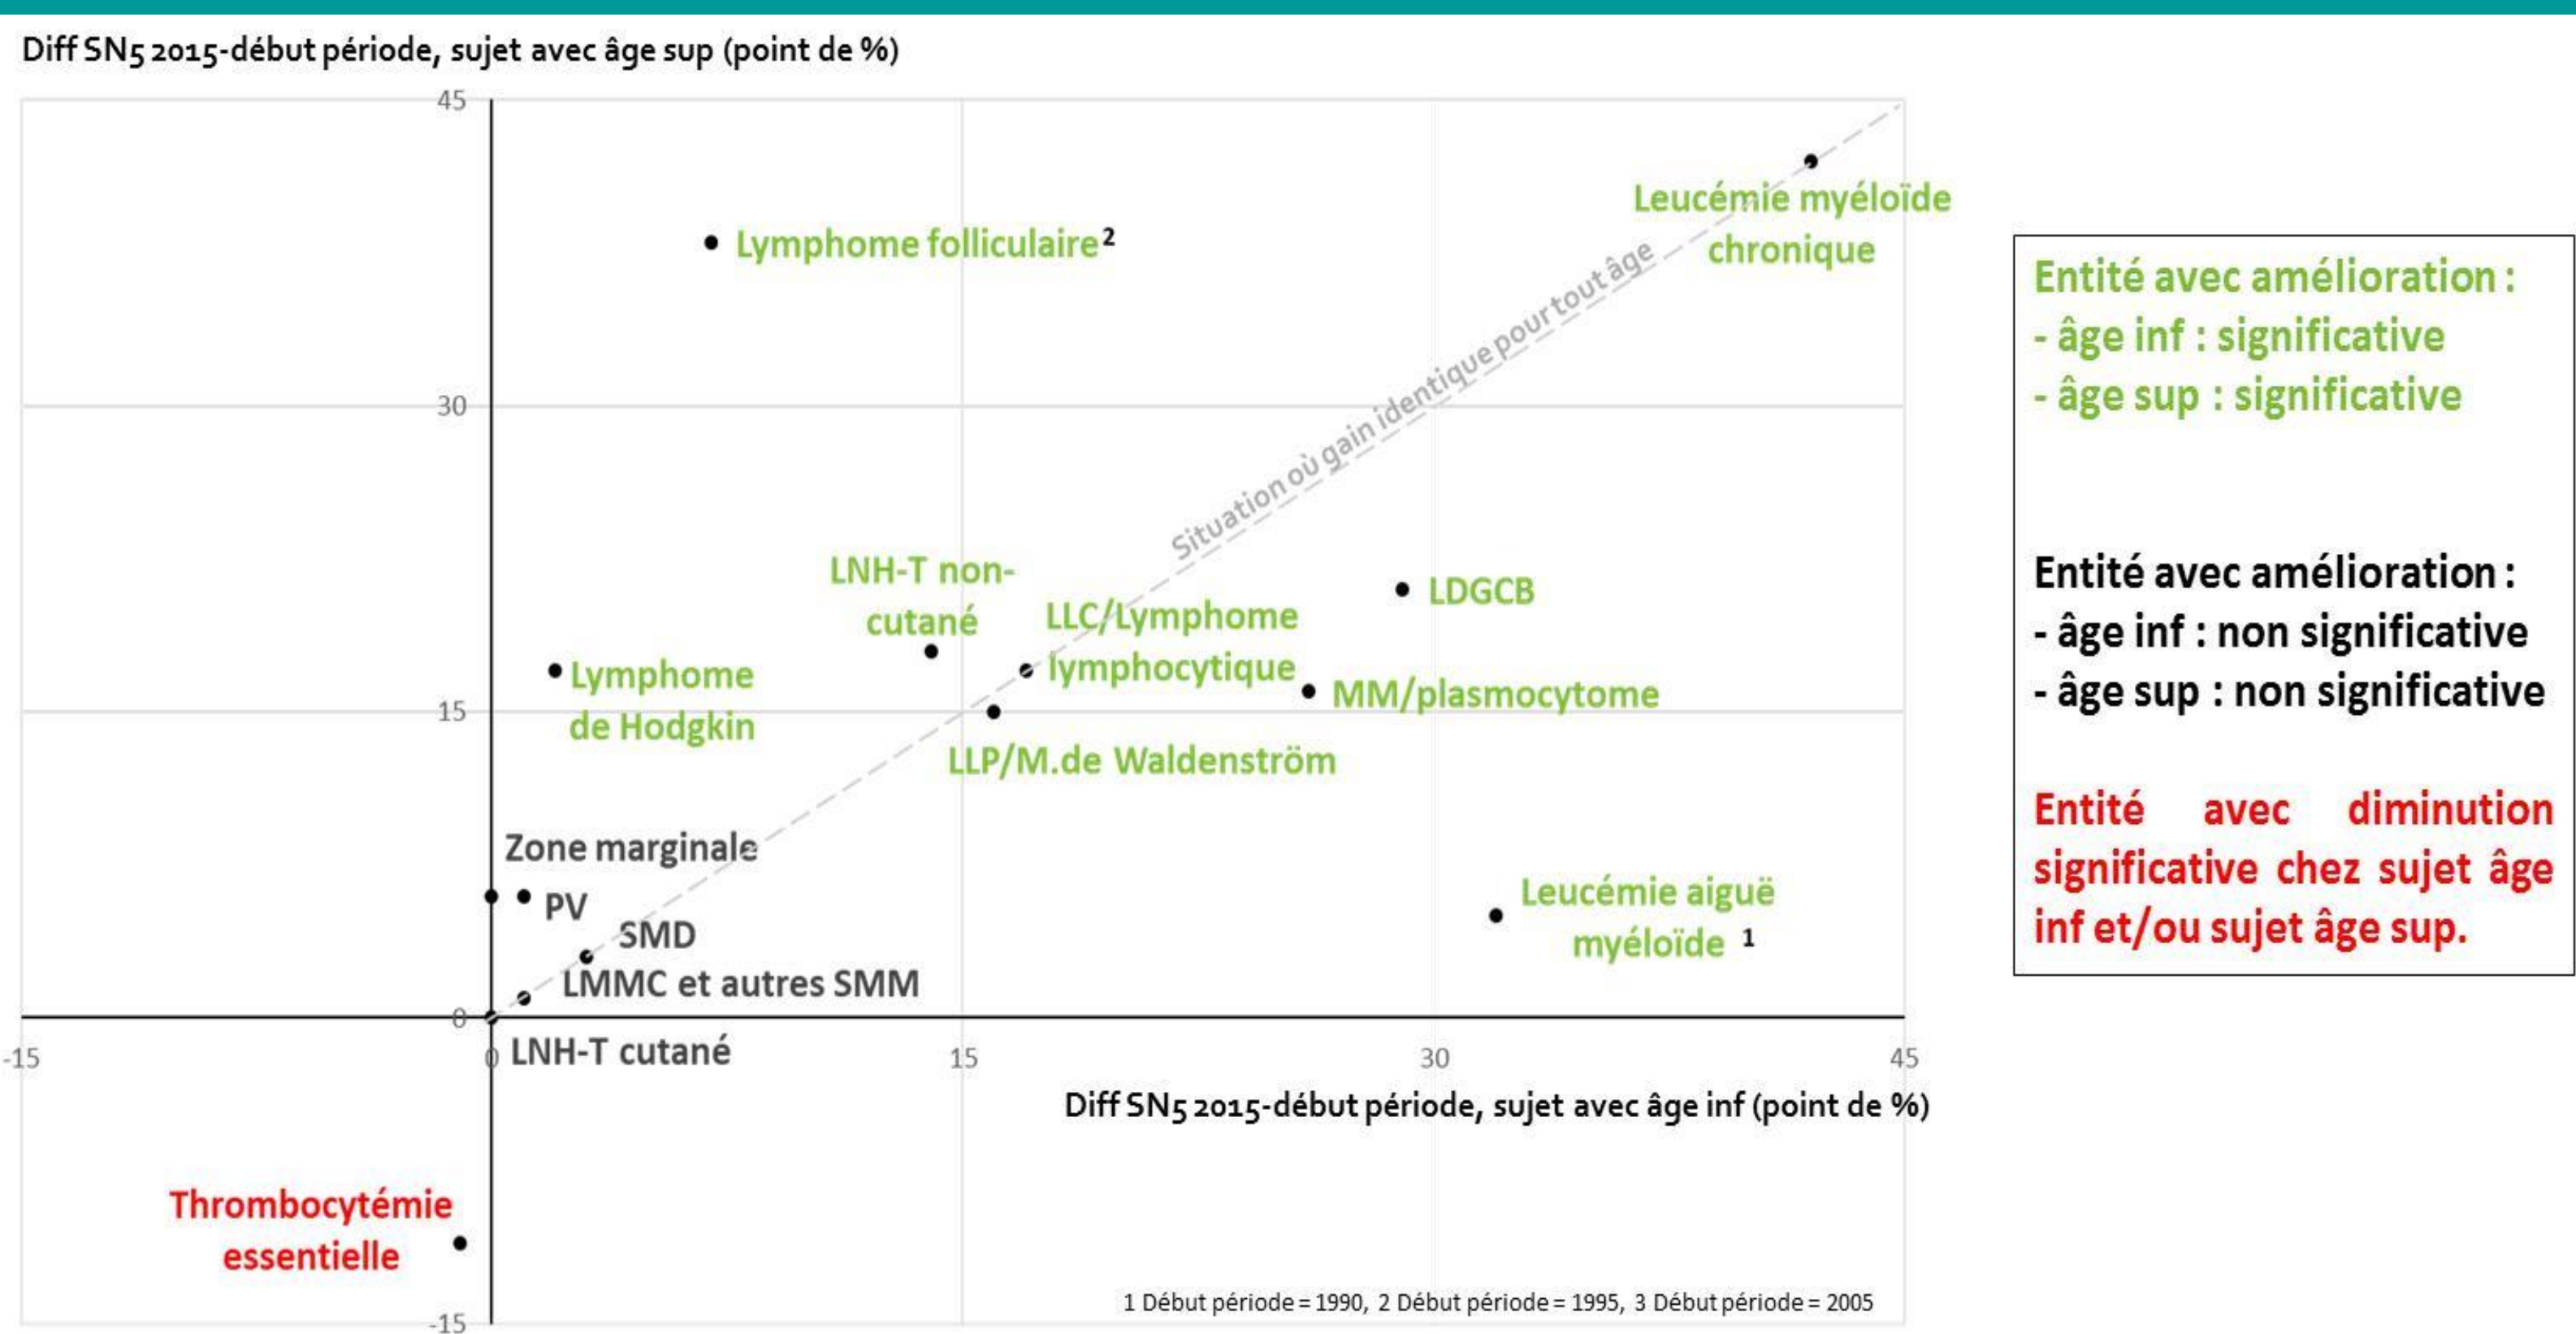 Diff SN5 2015-début période, sujet avec âge sup (point de %)
45
Leucémie myéloïde
chronique
Lymphome folliculaire²
Situation où gain identique pour tout âge
30
LNH-T non-
cutané
LDGCB
LLC/Lymphome
lymphocytique
Lymphome
de Hodgkin
MM/plasmocytome
15
LLP/M.de Waldenström
Zone marginale
PV
Leucémie aiguë
myéloïde 1
SMD
LMMC et autres SMM
0
-15
0
LNH-T cutané
15
30
45
Diff SN5 2015-début période, sujet avec âge inf (point de %)
Thrombocytémie
essentielle
1 Début période = 1990, 2 Début période = 1995, 3 Début période = 2005
-15
Entité avec amélioration :
- âge inf : significative
- âge sup : significative
Entité avec amélioration :
- âge inf : non significative
- âge sup : non significative
Entité avec diminution
significative chez sujet âge
inf et/ou sujet âge sup.